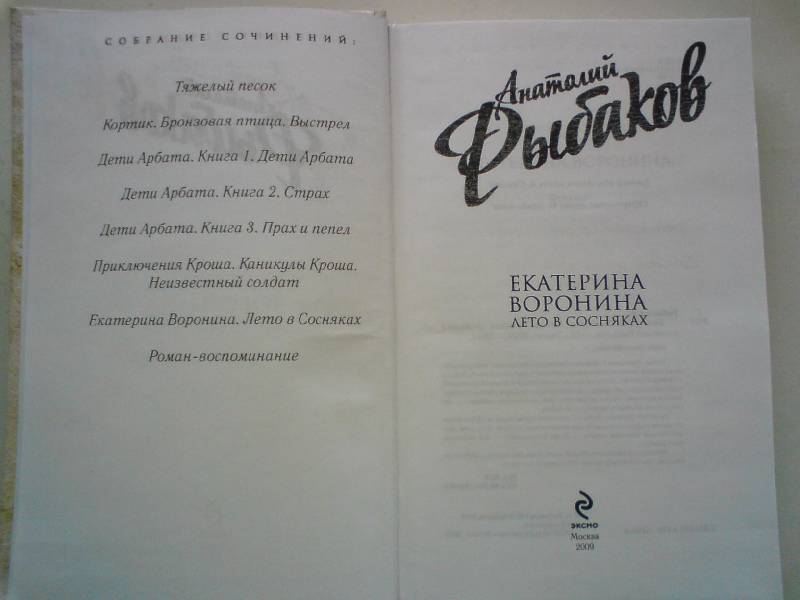 СОБРАНИЕ СОЧИНЕНИЙ:
Тяжелый песок
Кортик. Бронзовая птица. Выстрел
Дети Арбата. Книга 1. Дети Арбата
Дети Арбата. Книга 2. Страх
Дети Арбата. Книга 3. Прах и пепел
Приключения Кроша. Каникулы Кроша.
Неизвестный солдат
Екатерина Воронина. Лето в Сосняках
Роман-воспоминание
Анатолий
Рыбаков
ЕКАТЕРИНА
ВОРОНИНА
ЛЕТО В СОСНЯКАХ
ЭКСМО
Москва
2009